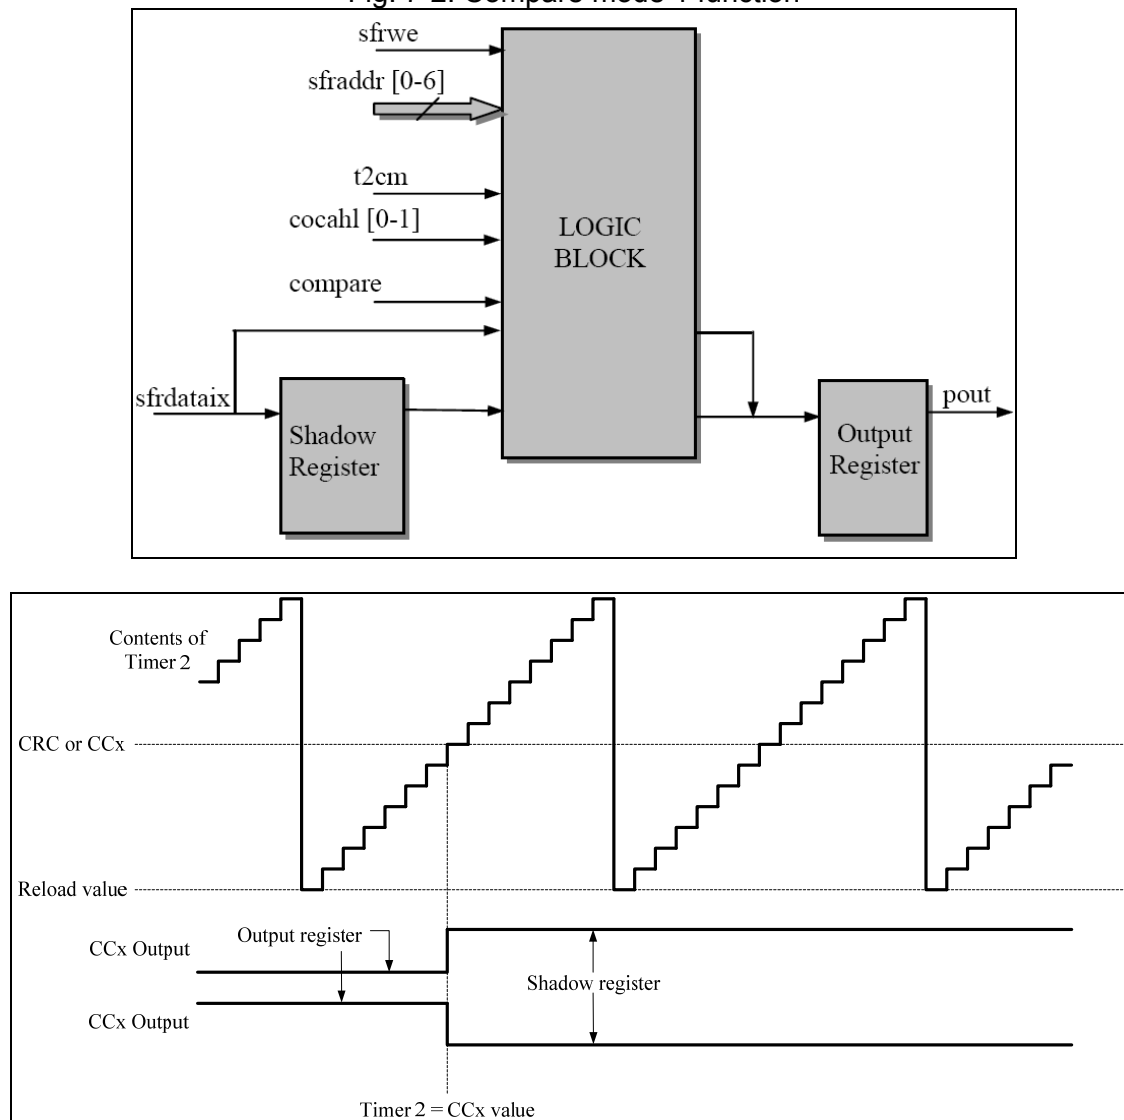 sfrwe
sfraddr [0-6]
t2cm
cocahl [0-1]
compare
LOGIC
BLOCK
sfrdataix
Shadow
Register
Output
Register
pout
Contents of
Timer 2
CRC or CCx
Reload value
Output register
CCx Output
Shadow register
CCx Output
Timer 2 = CCx value